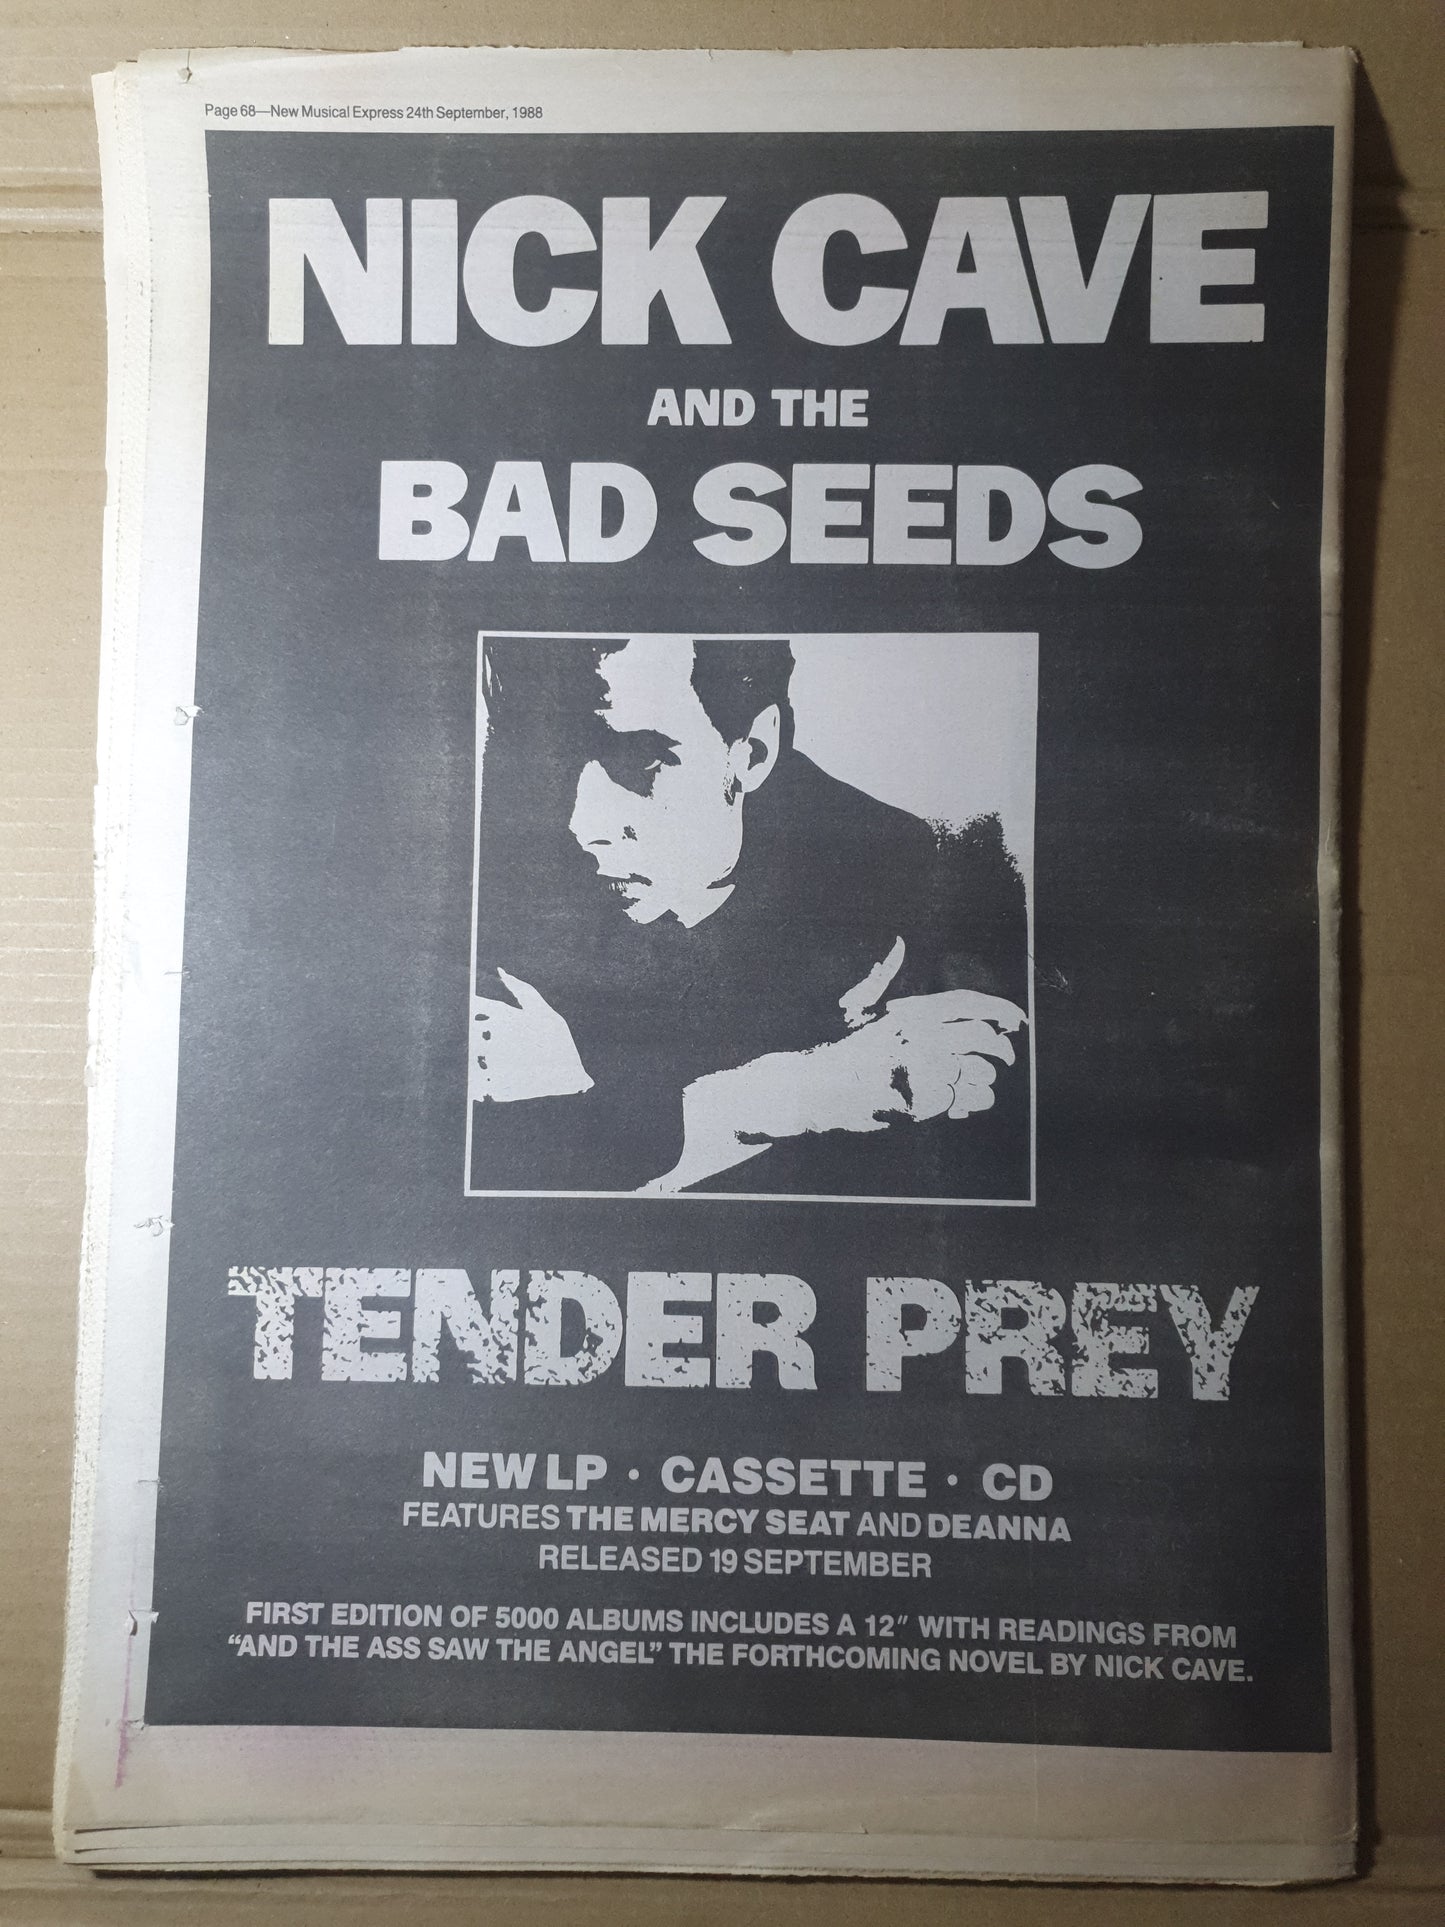 Page 68—New Musical Express 24th September, 1988
NICK CAVE
AND THE
BAD SEEDS
TENDER PREY
NEW LP · CASSETTE · CD
FEATURES THE MERCY SEAT AND DEANNA
RELEASED 19 SEPTEMBER
FIRST EDITION OF 5000 ALBUMS INCLUDES A 12″ WITH READINGS FROM
“AND THE ASS SAW THE ANGEL” THE FORTHCOMING NOVEL BY NICK CAVE.